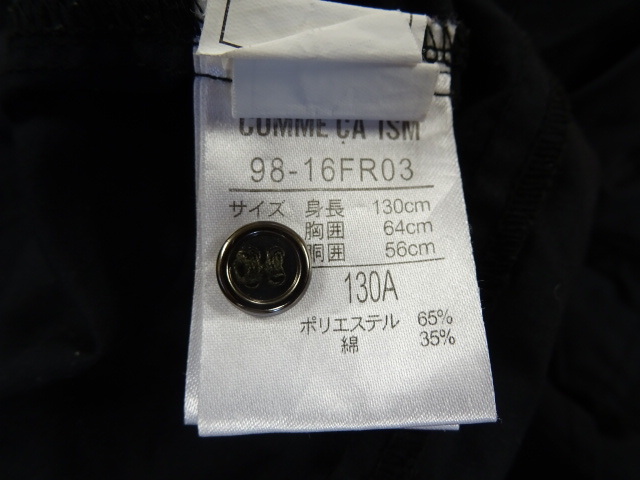 COMME ÇA ISM
98-16FR03
サイズ 身長 130cm
胸囲 64cm
胴囲 56cm
130A
ポリエステル 65%
綿 35%